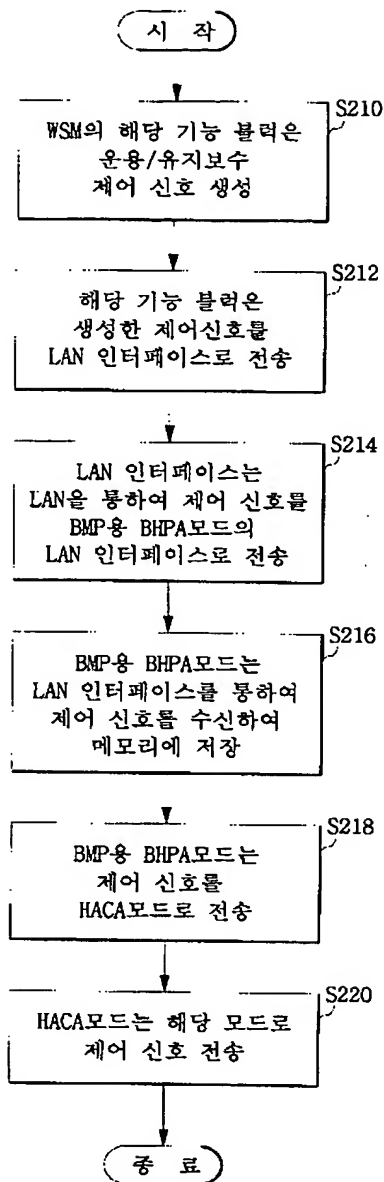 시 작
S210
WSM의 해당 기능 블럭은
운용/유지보수
제어 신호 생성
S212
해당 기능 블럭은
생성한 제어신호를
LAN 인터페이스로 전송
S214
LAN 인터페이스는
LAN을 통하여 제어 신호를
BMP용 BHPA모드의
LAN 인터페이스로 전송
S216
BMP용 BHPA모드는
LAN 인터페이스를 통하여
제어 신호를 수신하여
메모리에 저장
S218
BMP용 BHPA모드는
제어 신호를
HACA모드로 전송
S220
HACA모드는 해당 모드로
제어 신호 전송
종 료